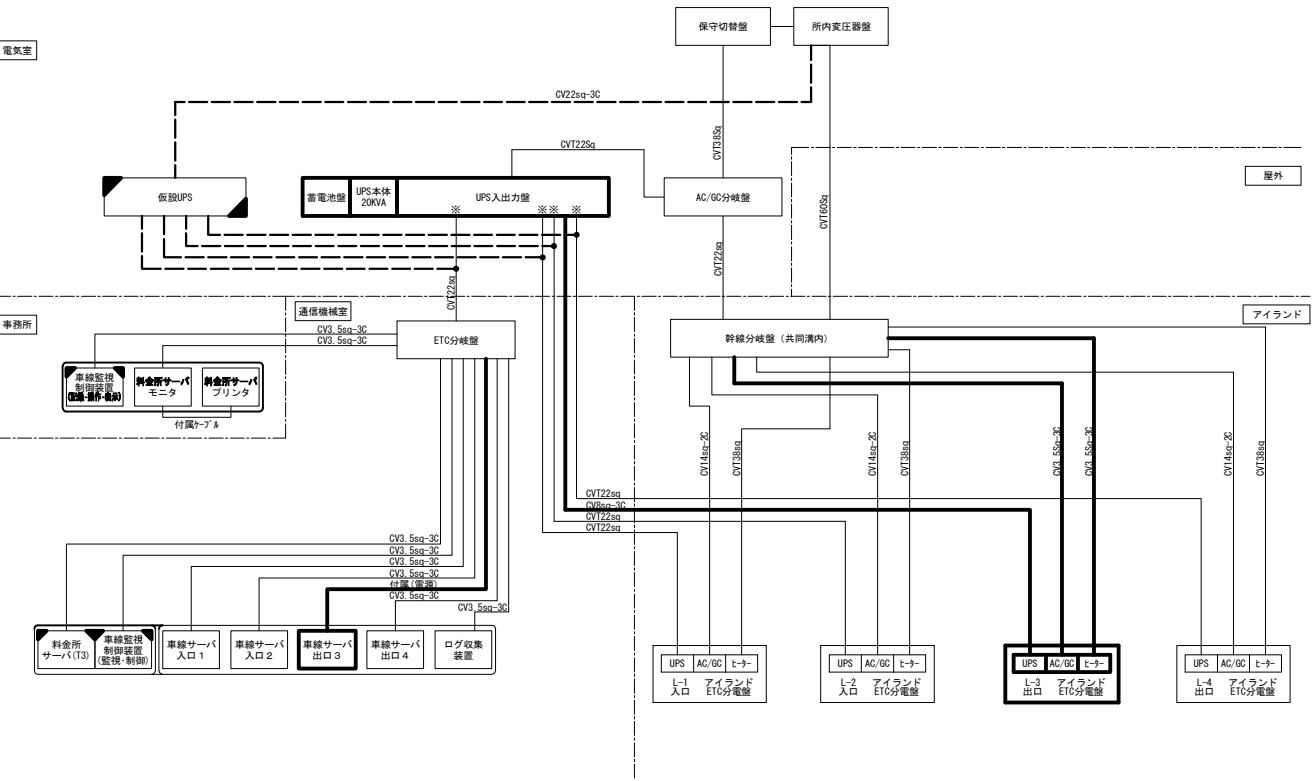 保守切替盤
所内変圧器盤
電気室
CV22sq-3C
CVT38Sq
CVT22Sq
CVT60Sq
屋外
仮設UPS
蓄電池盤
UPS本体
20KVA
UPS入出力盤
※
※※
※
AC/GC分岐盤
CVT22sq
CVT22sq
事務所
通信機械室
アイランド
CV3.5sq-3C
CV3.5sq-3C
ETC分岐盤
幹線分岐盤（共同溝内）
車線監視
制御装置
(記録・操作・表示)
料金所サーバ
モニタ
料金所サーバ
プリンタ
付属ケーブル
CV14sq-2C
CVT38sq
CV14sq-2C
CVT38sq
CV3.5Sq-3C
CV3.5Sq-3C
CV14sq-2C
CVT38sq
CVT22sq
CV8sq-3C
CVT22sq
CVT22sq
CV3.5sq-3C
CV3.5sq-3C
CV3.5sq-3C
CV3.5sq-3C
付属(電源)
CV3.5sq-3C
CV3.5sq-3C
料金所
サーバ(T3)
車線監視
制御装置
(監視・制御)
車線サーバ
入口１
車線サーバ
入口２
車線サーバ
出口３
車線サーバ
出口４
ログ収集
装置
UPS AC/GC ﾋｰﾀｰ
L-1 アイランド
入口 ETC分電盤
UPS AC/GC ﾋｰﾀｰ
L-2 アイランド
入口 ETC分電盤
UPS AC/GC ﾋｰﾀｰ
L-3 アイランド
出口 ETC分電盤
UPS AC/GC ﾋｰﾀｰ
L-4 アイランド
出口 ETC分電盤